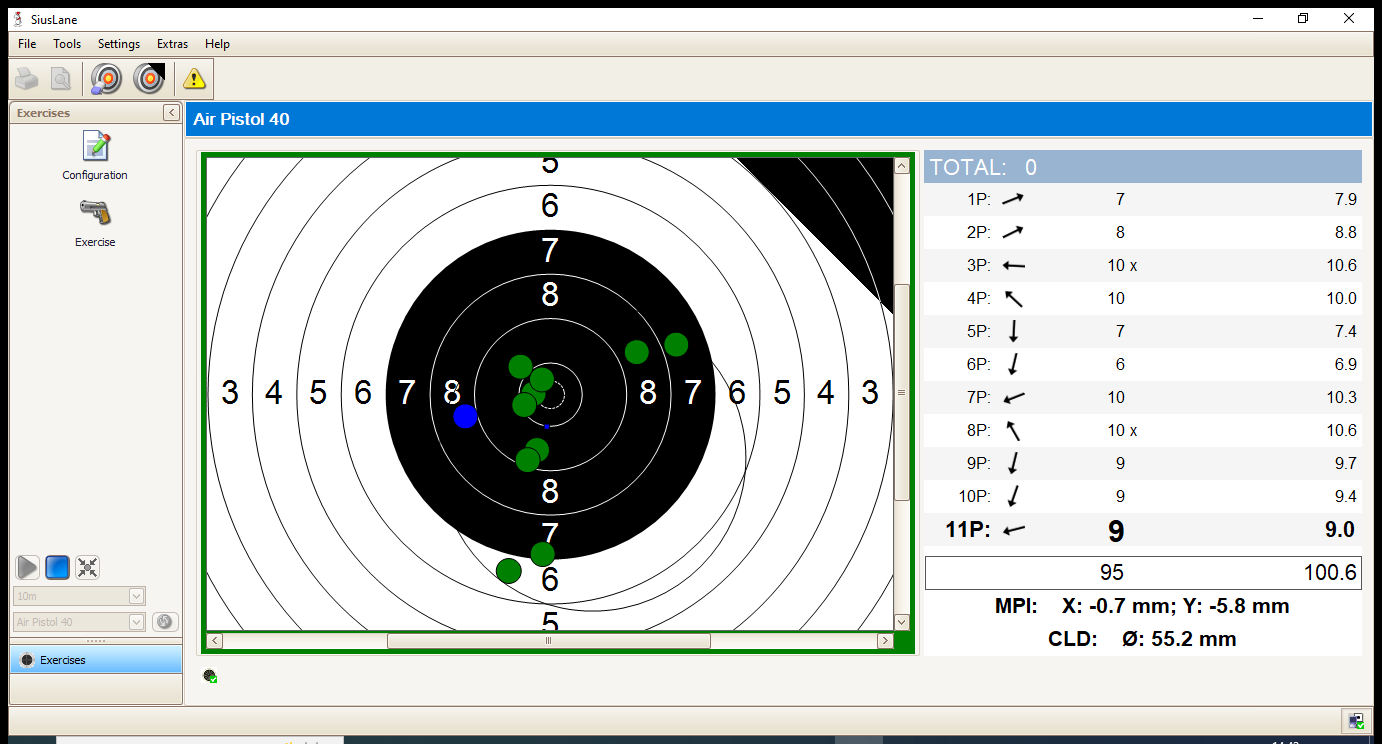 SiusLane
File Tools Settings Extras Help
Exercises
Air Pistol 40
Configuration
Exercise
10m
Air Pistol 40
Exercises
5
6
7
8
3 4 5 6 7 8 8 7 6 5 4 3
8
7
6
5
TOTAL: 0
1P: 7 7.9
2P: 8 8.8
3P: 10 x 10.6
4P: 10 10.0
5P: 7 7.4
6P: 6 6.9
7P: 10 10.3
8P: 10 x 10.6
9P: 9 9.7
10P: 9 9.4
11P: 9 9.0
95 100.6
MPI: X: -0.7 mm; Y: -5.8 mm
CLD: Ø: 55.2 mm